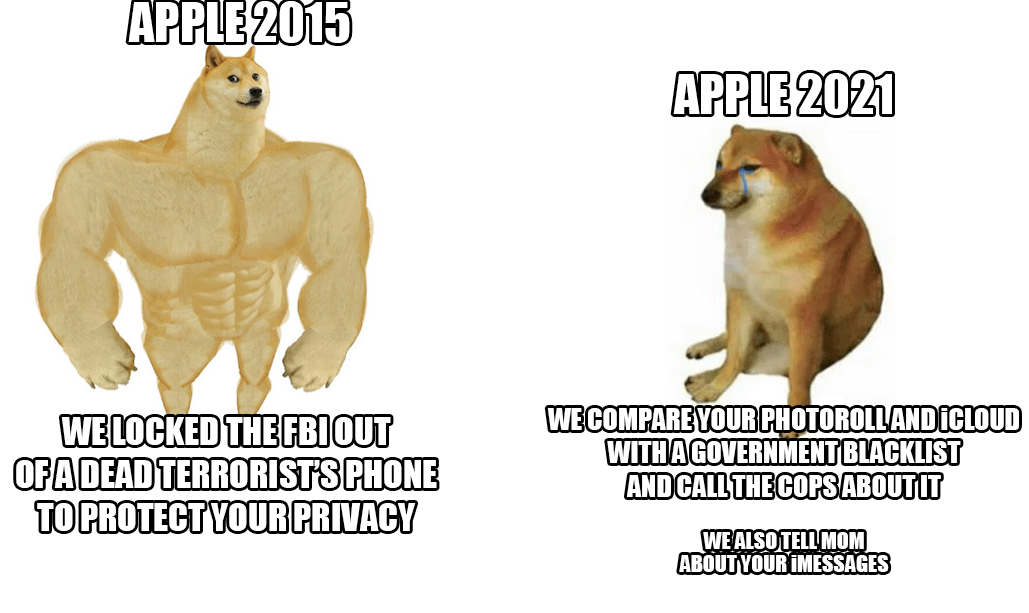 APPLE 2015
WE LOCKED THE FBI OUT
OF A DEAD TERRORIST'S PHONE
TO PROTECT YOUR PRIVACY
APPLE 2021
WE COMPARE YOUR PHOTOROLL AND iCLOUD
WITH A GOVERNMENT BLACKLIST
AND CALL THE COPS ABOUT IT
WE ALSO TELL MOM
ABOUT YOUR iMESSAGES